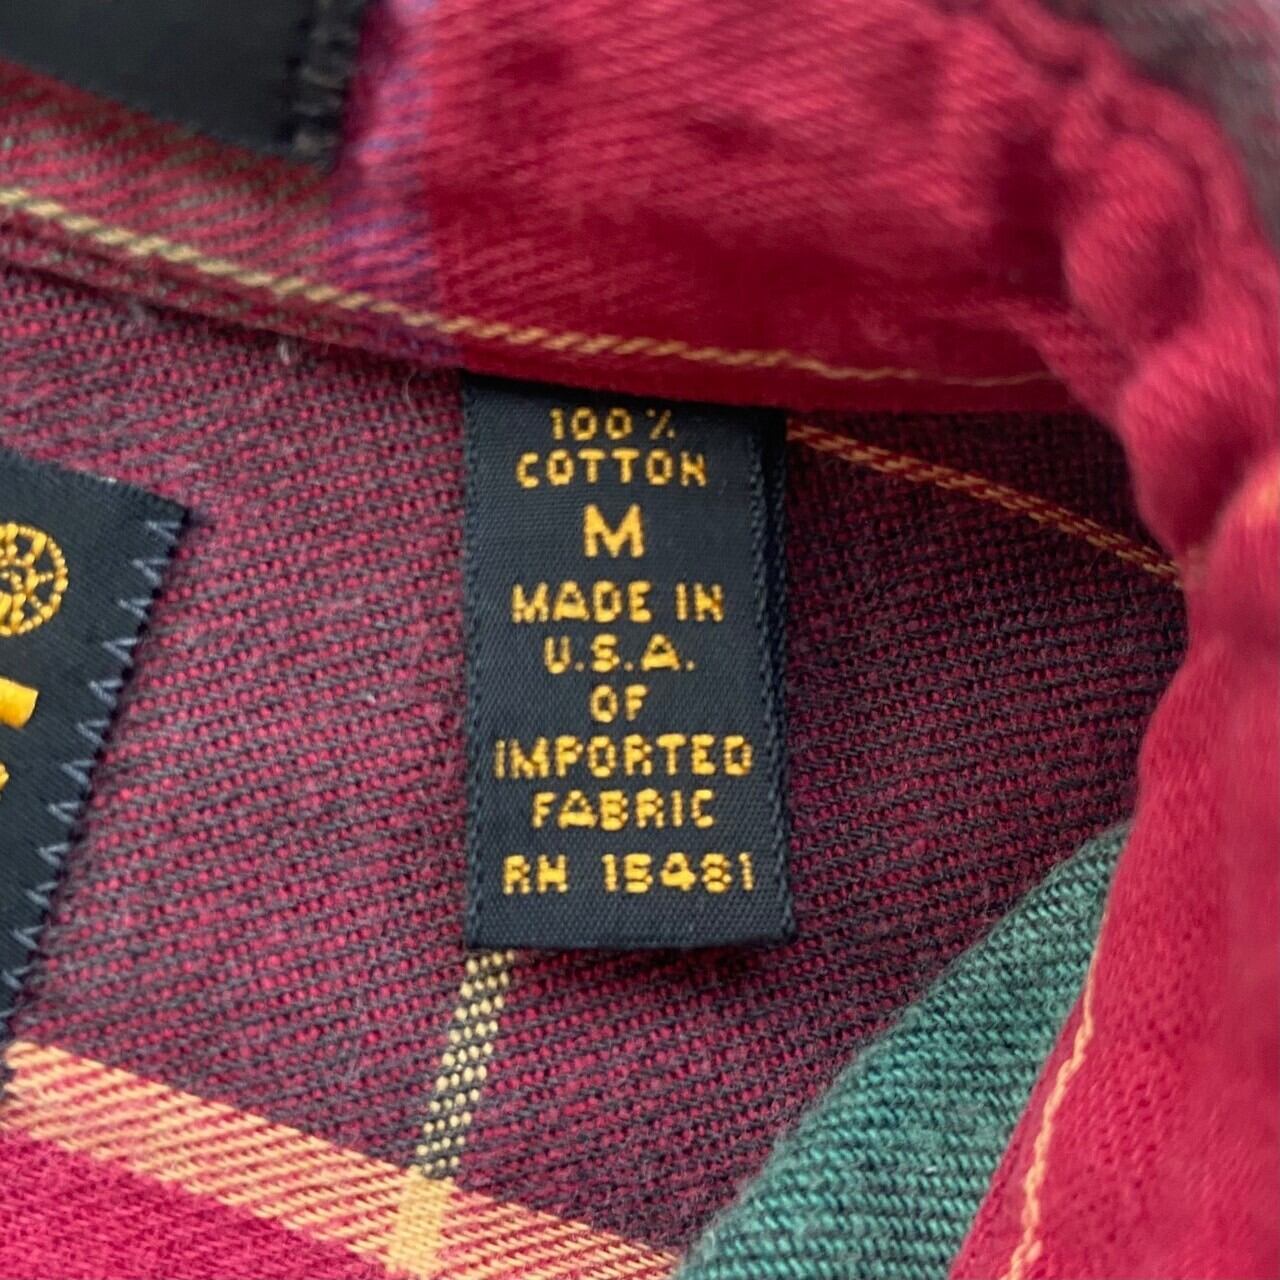 100%
COTTON
M
MADE IN
U.S.A.
OF
IMPORTED
FABRIC
RN 15481